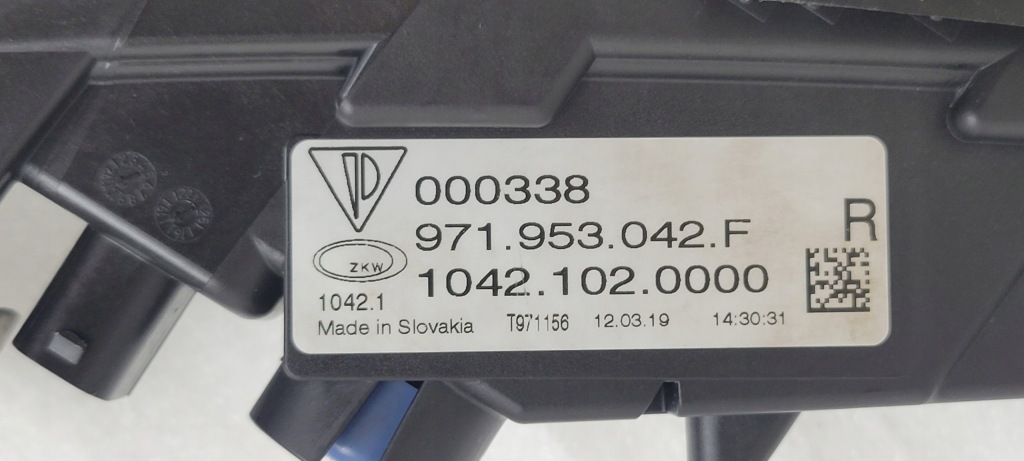 000338
971.953.042.F
R
ZKW
1042.102.0000
1042.1
Made in Slovakia T971156 12.03.19 14:30:31